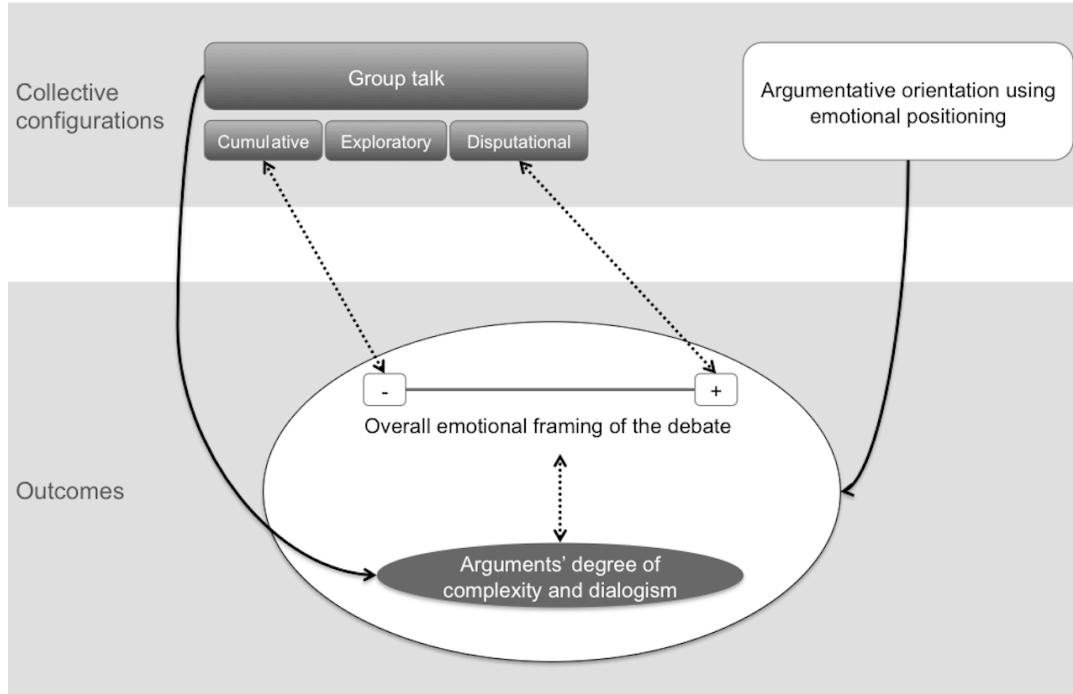 Collective
configurations
Group talk
Cumulative
Exploratory
Disputational
Argumentative orientation using
emotional positioning
Outcomes
-
+
Overall emotional framing of the debate
Arguments’ degree of
complexity and dialogism